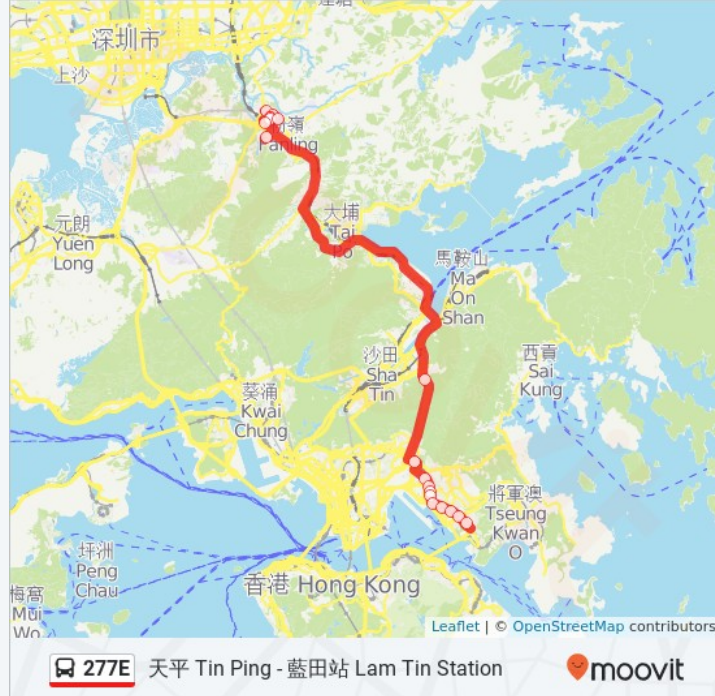 深圳市
上沙
粉嶺
Fanling
大埔
Tai
Po
元朗
Yuen
Long
馬鞍山
Ma
On
Shan
西貢
Sai
Kung
沙田
Sha
Tin
葵涌
Kwai
Chung
將軍澳
Tseung
Kwan
O
坪洲
Peng
Chau
香港 Hong Kong
梅窩
Mui
Wo
Leaflet | © OpenStreetMap contributors
277E 天平 Tin Ping - 藍田站 Lam Tin Station
moovit